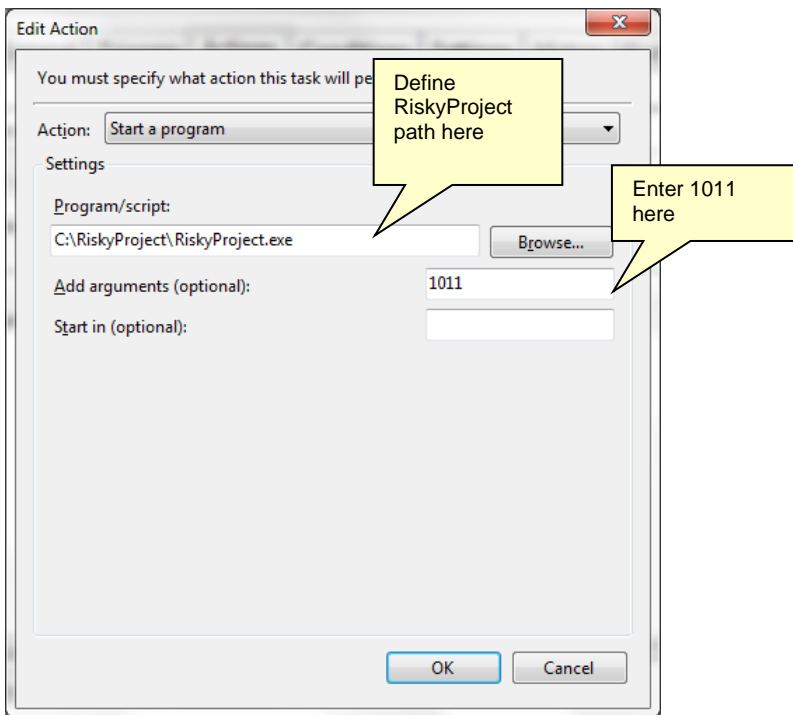 Edit Action
You must specify what action this task will pe
Define
RiskyProject
path here
Action:
Start a program
Settings
Enter 1011
here
Program/script:
C:\RiskyProject\RiskyProject.exe
Browse...
Add arguments (optional):
1011
Start in (optional):
OK
Cancel